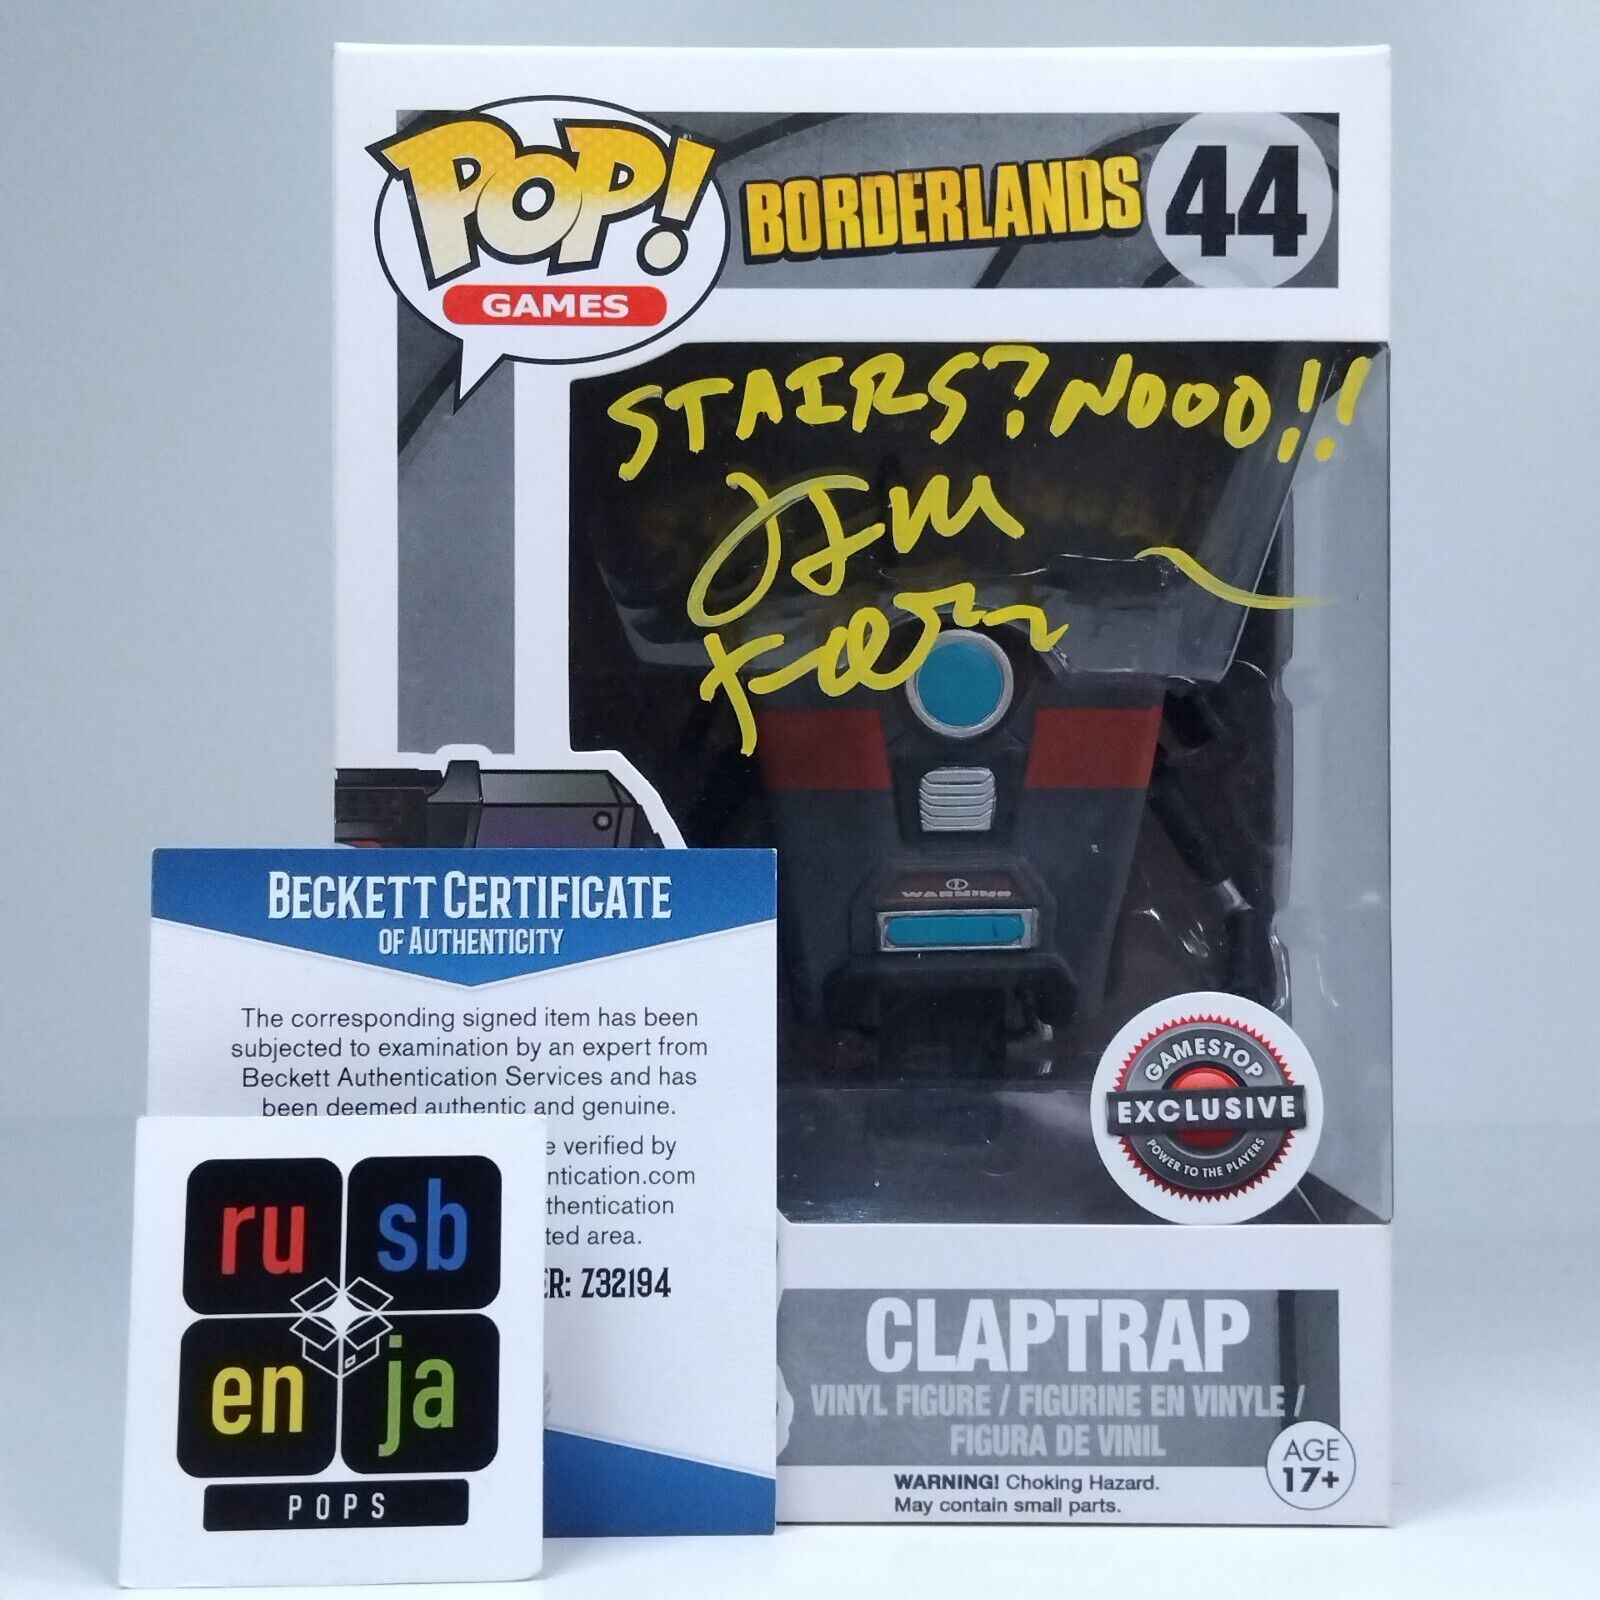 POP!
GAMES
BORDERLANDS
44
STAIRS? NOOO!!
Jim
WARNING
GAMESTOP
EXCLUSIVE
POWER TO THE PLAYERS
BECKETT CERTIFICATE
OF AUTHENTICITY
The corresponding signed item has been
subjected to examination by an expert from
Beckett Authentication Services and has
been deemed authentic and genuine.
verified by
ntication.com
thentication
ted area.
ER: Z32194
ru sb
en ja
POPS
CLAPTRAP
VINYL FIGURE / FIGURINE EN VINYLE /
FIGURA DE VINIL
WARNING! Choking Hazard.
May contain small parts.
AGE
17+